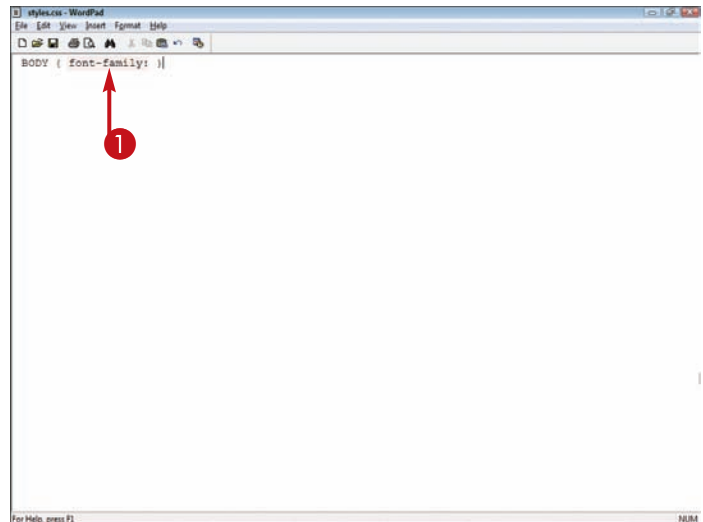 styles.css - WordPad
File Edit View Insert Format Help
BODY { font-family: }
1
For Help, press F1
NUM